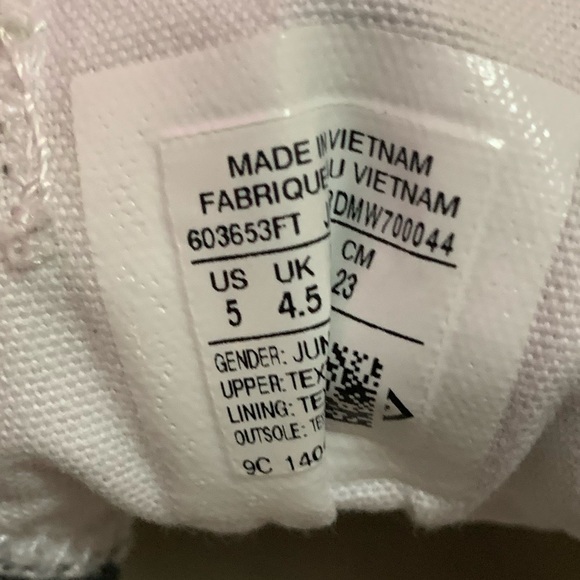 MADE IN VIETNAM
FABRIQUE U VIETNAM
603653FT DMW700044
US UK CM
5 4.5 23
GENDER: JUN
UPPER: TEX
LINING: TE
OUTSOLE: TE
9C 140